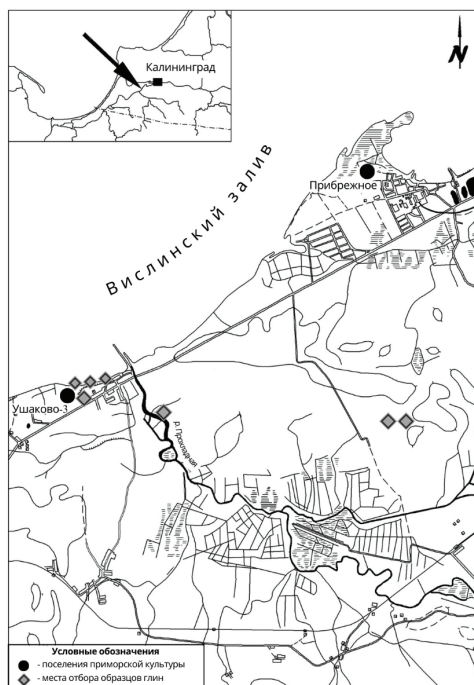 Калининград
N
Вислинский залив
Прибрежное
Ушаково-3
р. Прохладная
Условные обозначения
- поселения приморской культуры
- места отбора образцов глин